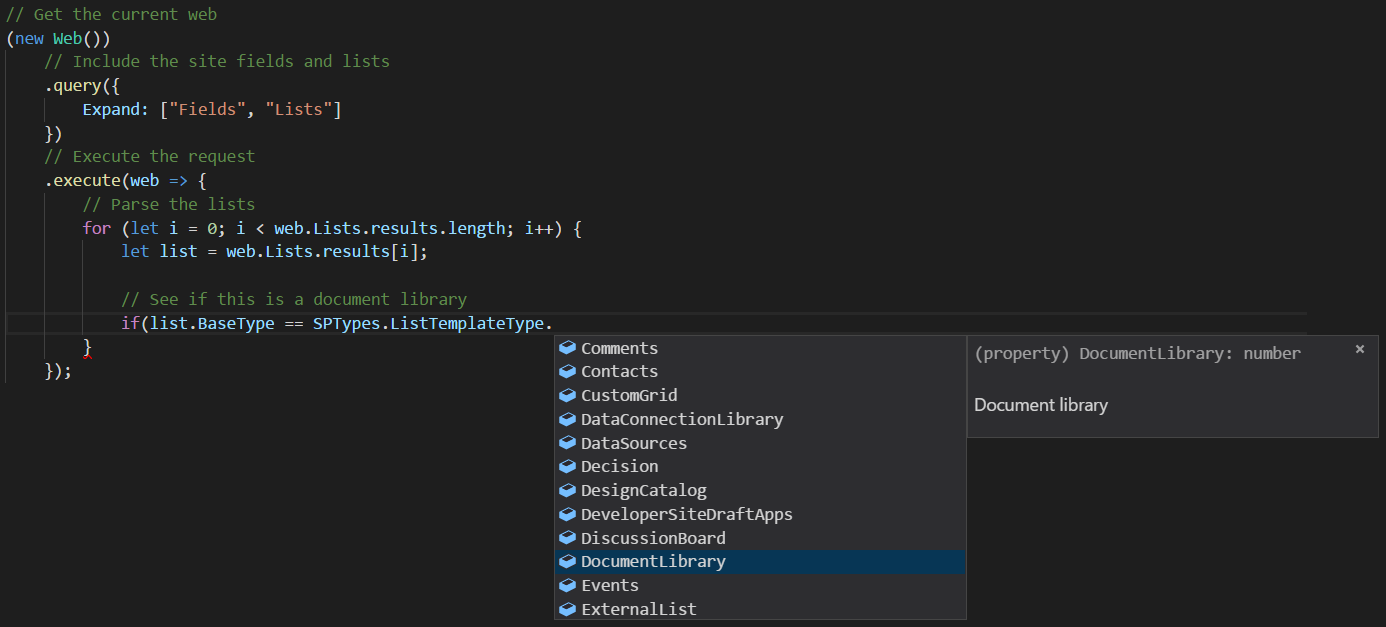 // Get the current web
(new Web())
    // Include the site fields and lists
    .query({
        Expand: ["Fields", "Lists"]
    })
    // Execute the request
    .execute(web => {
        // Parse the lists
        for (let i = 0; i < web.Lists.results.length; i++) {
            let list = web.Lists.results[i];

            // See if this is a document library
            if(list.BaseType == SPTypes.ListTemplateType.
        }
    });
Comments
Contacts
CustomGrid
DataConnectionLibrary
DataSources
Decision
DesignCatalog
DeveloperSiteDraftApps
DiscussionBoard
DocumentLibrary
Events
ExternalList
(property) DocumentLibrary: number
×
Document library